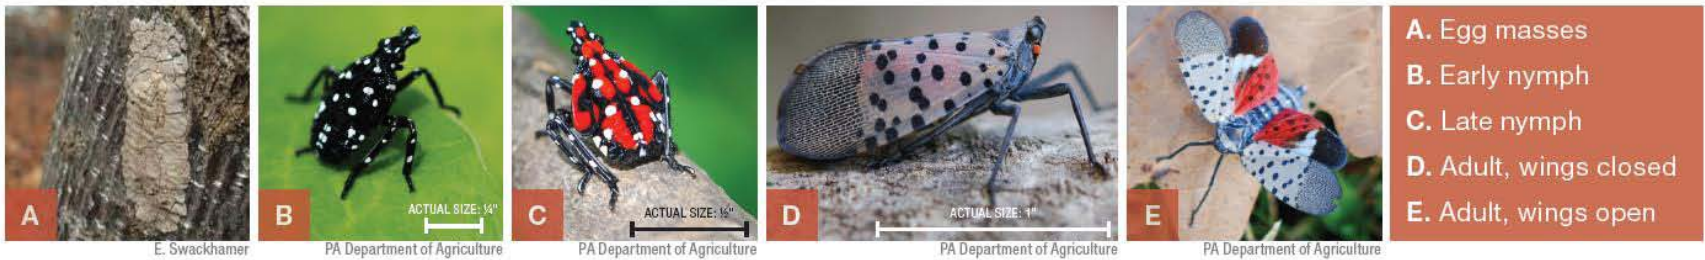 A
E. Swackhamer
B
ACTUAL SIZE: ¼"
PA Department of Agriculture
C
ACTUAL SIZE: ½"
PA Department of Agriculture
D
ACTUAL SIZE: 1"
PA Department of Agriculture
E
PA Department of Agriculture
A. Egg masses
B. Early nymph
C. Late nymph
D. Adult, wings closed
E. Adult, wings open